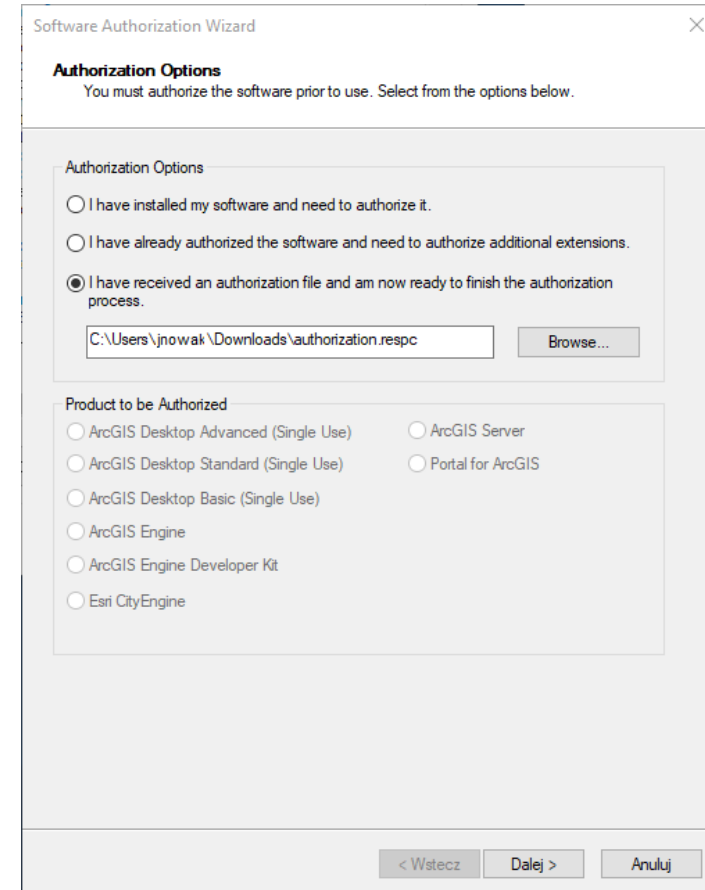 Software Authorization Wizard
Authorization Options
You must authorize the software prior to use. Select from the options below.
Authorization Options
I have installed my software and need to authorize it.
I have already authorized the software and need to authorize additional extensions.
I have received an authorization file and am now ready to finish the authorization
process.
C:\Users\jnowak\Downloads\authorization.respc
Browse...
Product to be Authorized
ArcGIS Desktop Advanced (Single Use)
ArcGIS Server
ArcGIS Desktop Standard (Single Use)
Portal for ArcGIS
ArcGIS Desktop Basic (Single Use)
ArcGIS Engine
ArcGIS Engine Developer Kit
Esri CityEngine
< Wstecz
Dalej >
Anuluj